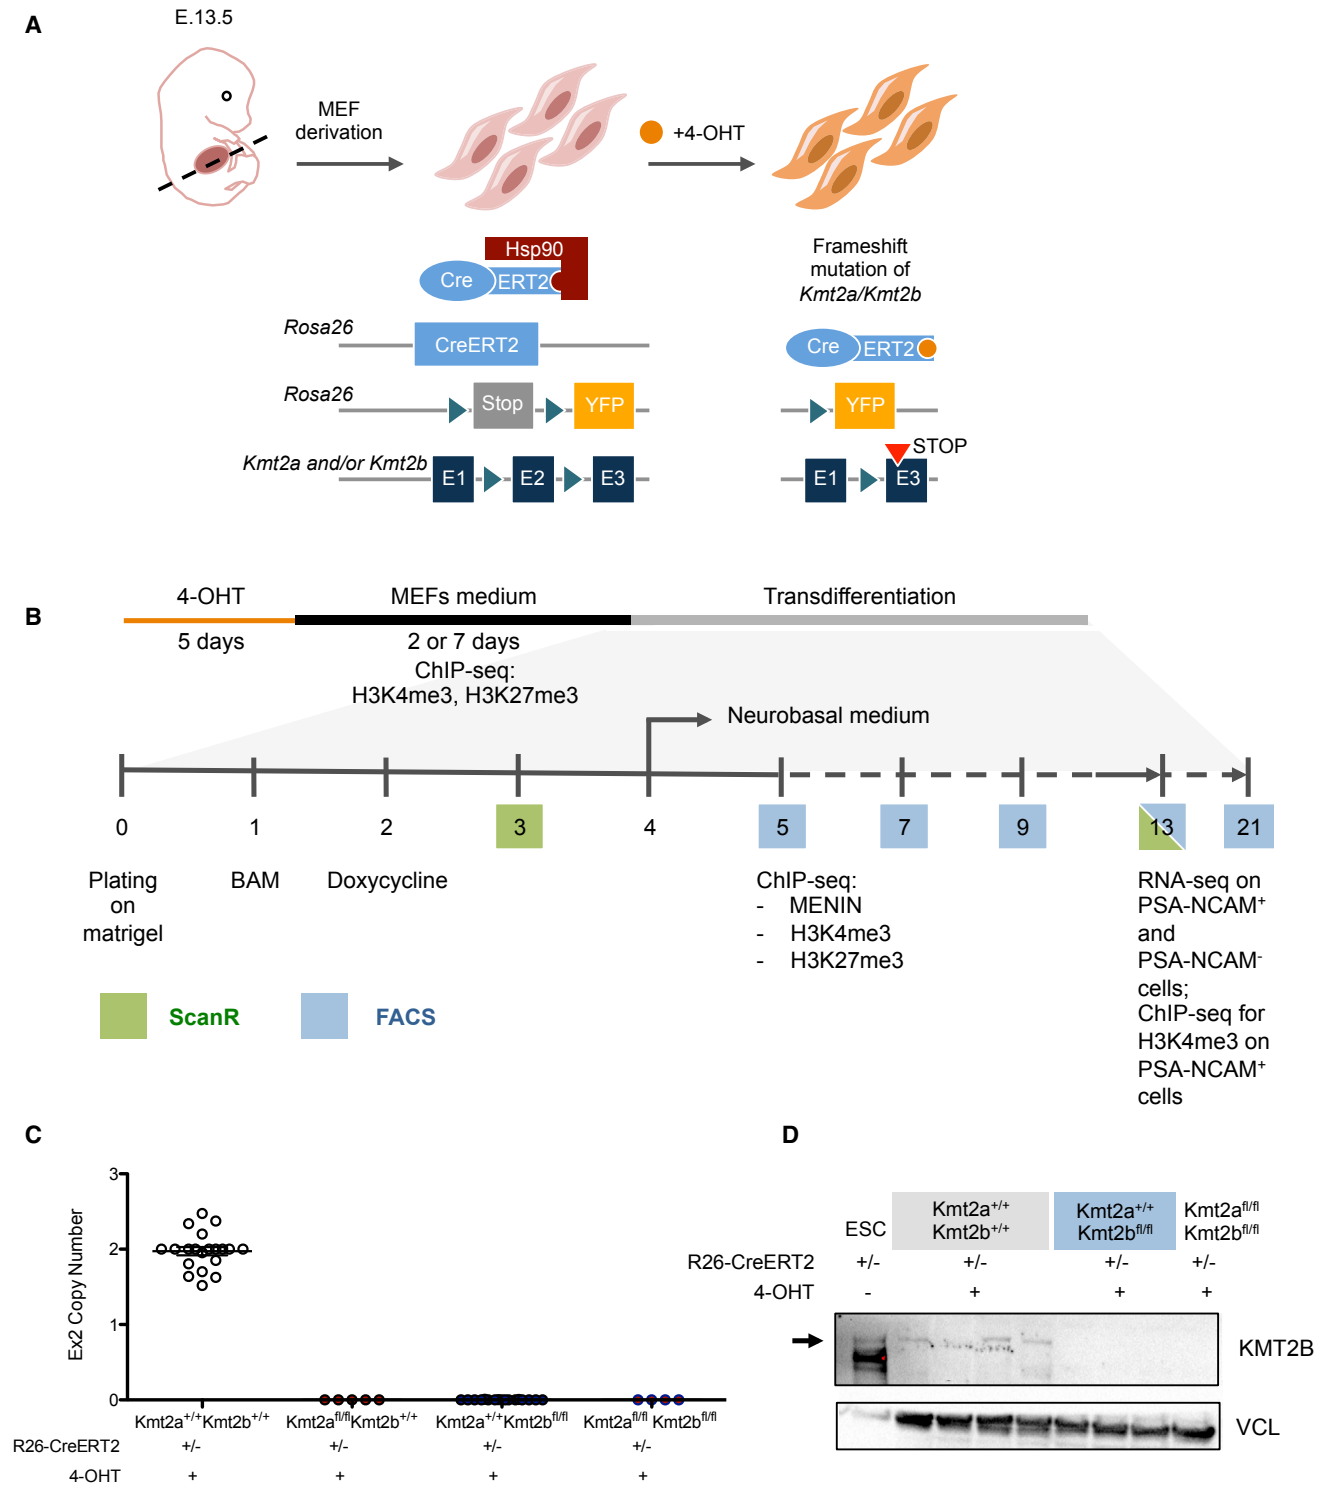 A
E.13.5
MEF
derivation
+4-OHT
Hsp90
Cre
ERT2
Frameshift
mutation of
Kmt2a/Kmt2b
Rosa26
CreERT2
Cre
ERT2
Rosa26
Stop
YFP
YFP
STOP
Kmt2a and/or Kmt2b
E1
E2
E3
E1
E3
B
4-OHT
MEFs medium
Transdifferentiation
5 days
2 or 7 days
ChIP-seq:
H3K4me3, H3K27me3
Neurobasal medium
0
1
2
3
4
5
7
9
13
21
Plating
on
matrigel
BAM
Doxycycline
ChIP-seq:
- MENIN
- H3K4me3
- H3K27me3
RNA-seq on
PSA-NCAM+
and
PSA-NCAM-
cells;
ChIP-seq for
H3K4me3 on
PSA-NCAM+
cells
ScanR
FACS
C
Ex2 Copy Number
3
2
1
0
Kmt2a+/+Kmt2b+/+
Kmt2afl/flKmt2b+/+
Kmt2a+/+Kmt2bfl/fl
Kmt2afl/fl Kmt2bfl/fl
R26-CreERT2 +/- +/- +/- +/-
4-OHT + + + +
D
ESC
Kmt2a+/+
Kmt2b+/+
Kmt2a+/+
Kmt2bfl/fl
Kmt2afl/fl
Kmt2bfl/fl
R26-CreERT2 +/- +/- +/- +/-
4-OHT - + + +
KMT2B
VCL